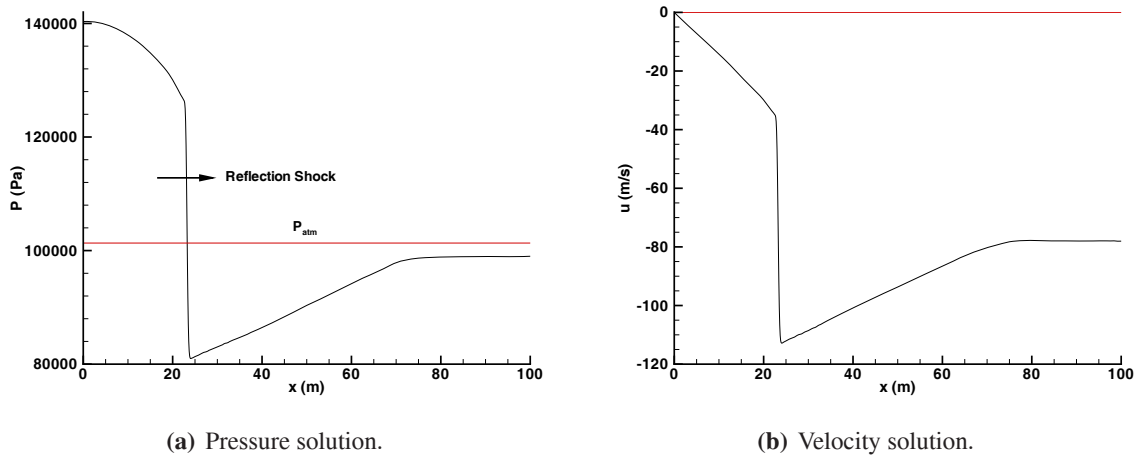 140000
120000
100000
80000
P (Pa)
Reflection Shock
Patm
0
20
40
60
80
100
x (m)
(a) Pressure solution.
0
-20
-40
-60
-80
-100
-120
u (m/s)
0
20
40
60
80
100
x (m)
(b) Velocity solution.